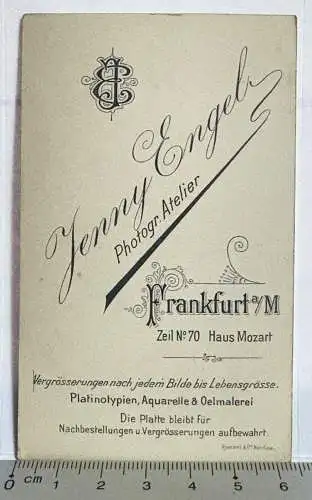 JE
Jenny Engel
Photogr. Atelier
Frankfurt a/M
Zeil No 70 Haus Mozart
Vergrösserungen nach jedem Bilde bis Lebensgrösse.
Platinotypien, Aquarelle & Oelmalerei
Die Platte bleibt für
Nachbestellungen u. Vergrösserungen aufbewahrt.
0 cm 1 2 3 4 5 6